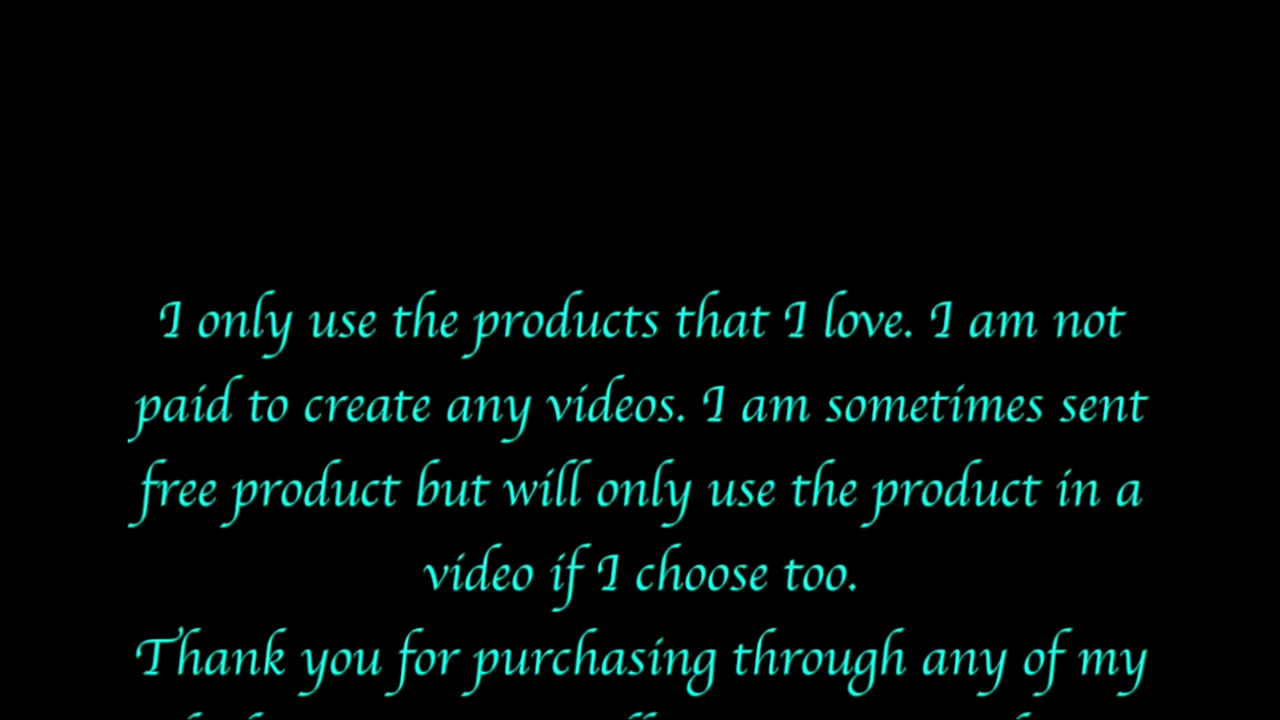 I only use the products that I love. I am not
paid to create any videos. I am sometimes sent
free product but will only use the product in a
video if I choose too.
Thank you for purchasing through any of my